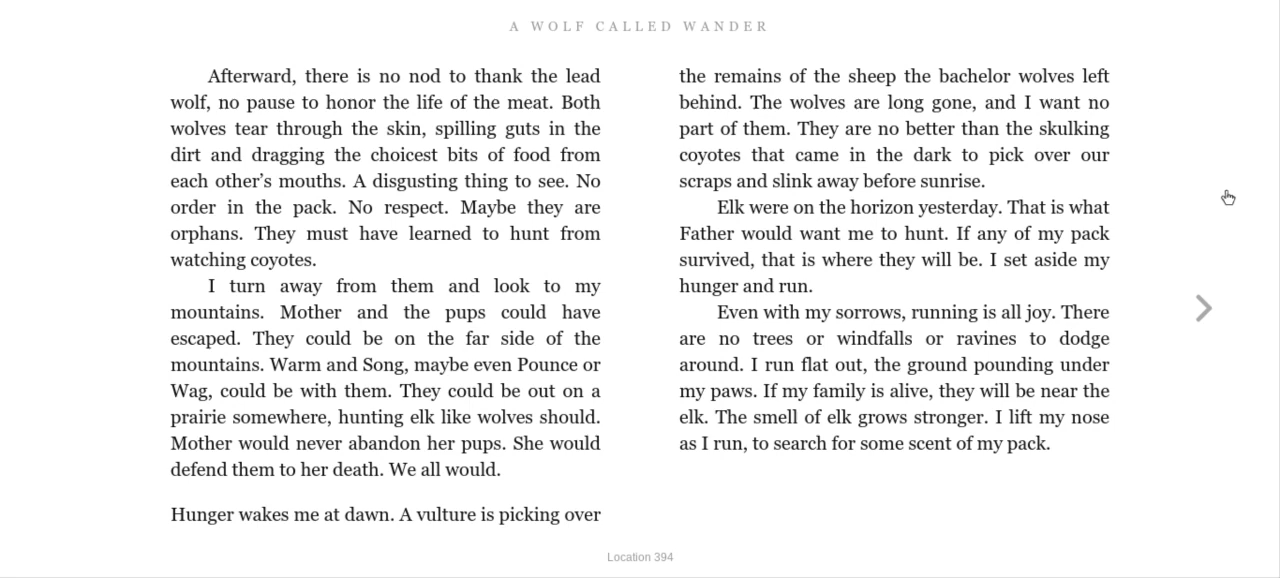 A WOLF CALLED WANDER
Afterward, there is no nod to thank the lead
wolf, no pause to honor the life of the meat. Both
wolves tear through the skin, spilling guts in the
dirt and dragging the choicest bits of food from
each other’s mouths. A disgusting thing to see. No
order in the pack. No respect. Maybe they are
orphans. They must have learned to hunt from
watching coyotes.
I turn away from them and look to my
mountains. Mother and the pups could have
escaped. They could be on the far side of the
mountains. Warm and Song, maybe even Pounce or
Wag, could be with them. They could be out on a
prairie somewhere, hunting elk like wolves should.
Mother would never abandon her pups. She would
defend them to her death. We all would.
Hunger wakes me at dawn. A vulture is picking over
the remains of the sheep the bachelor wolves left
behind. The wolves are long gone, and I want no
part of them. They are no better than the skulking
coyotes that came in the dark to pick over our
scraps and slink away before sunrise.
Elk were on the horizon yesterday. That is what
Father would want me to hunt. If any of my pack
survived, that is where they will be. I set aside my
hunger and run.
Even with my sorrows, running is all joy. There
are no trees or windfalls or ravines to dodge
around. I run flat out, the ground pounding under
my paws. If my family is alive, they will be near the
elk. The smell of elk grows stronger. I lift my nose
as I run, to search for some scent of my pack.
Location 394